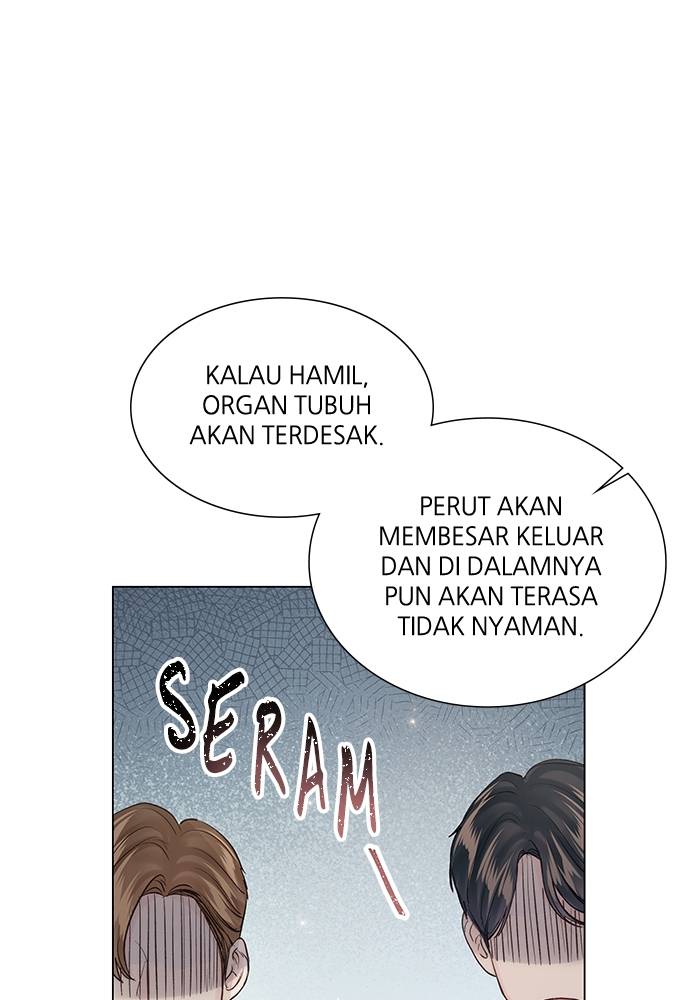 KALAU HAMIL,
ORGAN TUBUH
AKAN TERDESAK.
PERUT AKAN
MEMBESAR KELUAR
DAN DI DALAMNYA
PUN AKAN TERASA
TIDAK NYAMAN.
SERAM